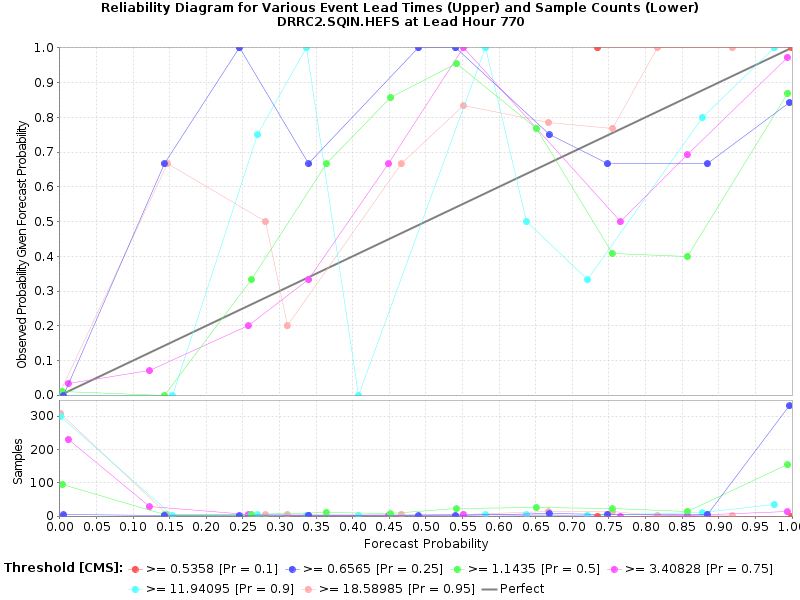 Reliability Diagram for Various Event Lead Times (Upper) and Sample Counts (Lower)
DRRC2.SQIN.HEFS at Lead Hour 770
Observed Probability Given Forecast Probability
1.0
0.9
0.8
0.7
0.6
0.5
0.4
0.3
0.2
0.1
0.0
Samples
300
200
100
0
0.00 0.05 0.10 0.15 0.20 0.25 0.30 0.35 0.40 0.45 0.50 0.55 0.60 0.65 0.70 0.75 0.80 0.85 0.90 0.95 1.0
Forecast Probability
Threshold [CMS]: >= 0.5358 [Pr = 0.1] >= 0.6565 [Pr = 0.25] >= 1.1435 [Pr = 0.5] >= 3.40828 [Pr = 0.75]
>= 11.94095 [Pr = 0.9] >= 18.58985 [Pr = 0.95] Perfect